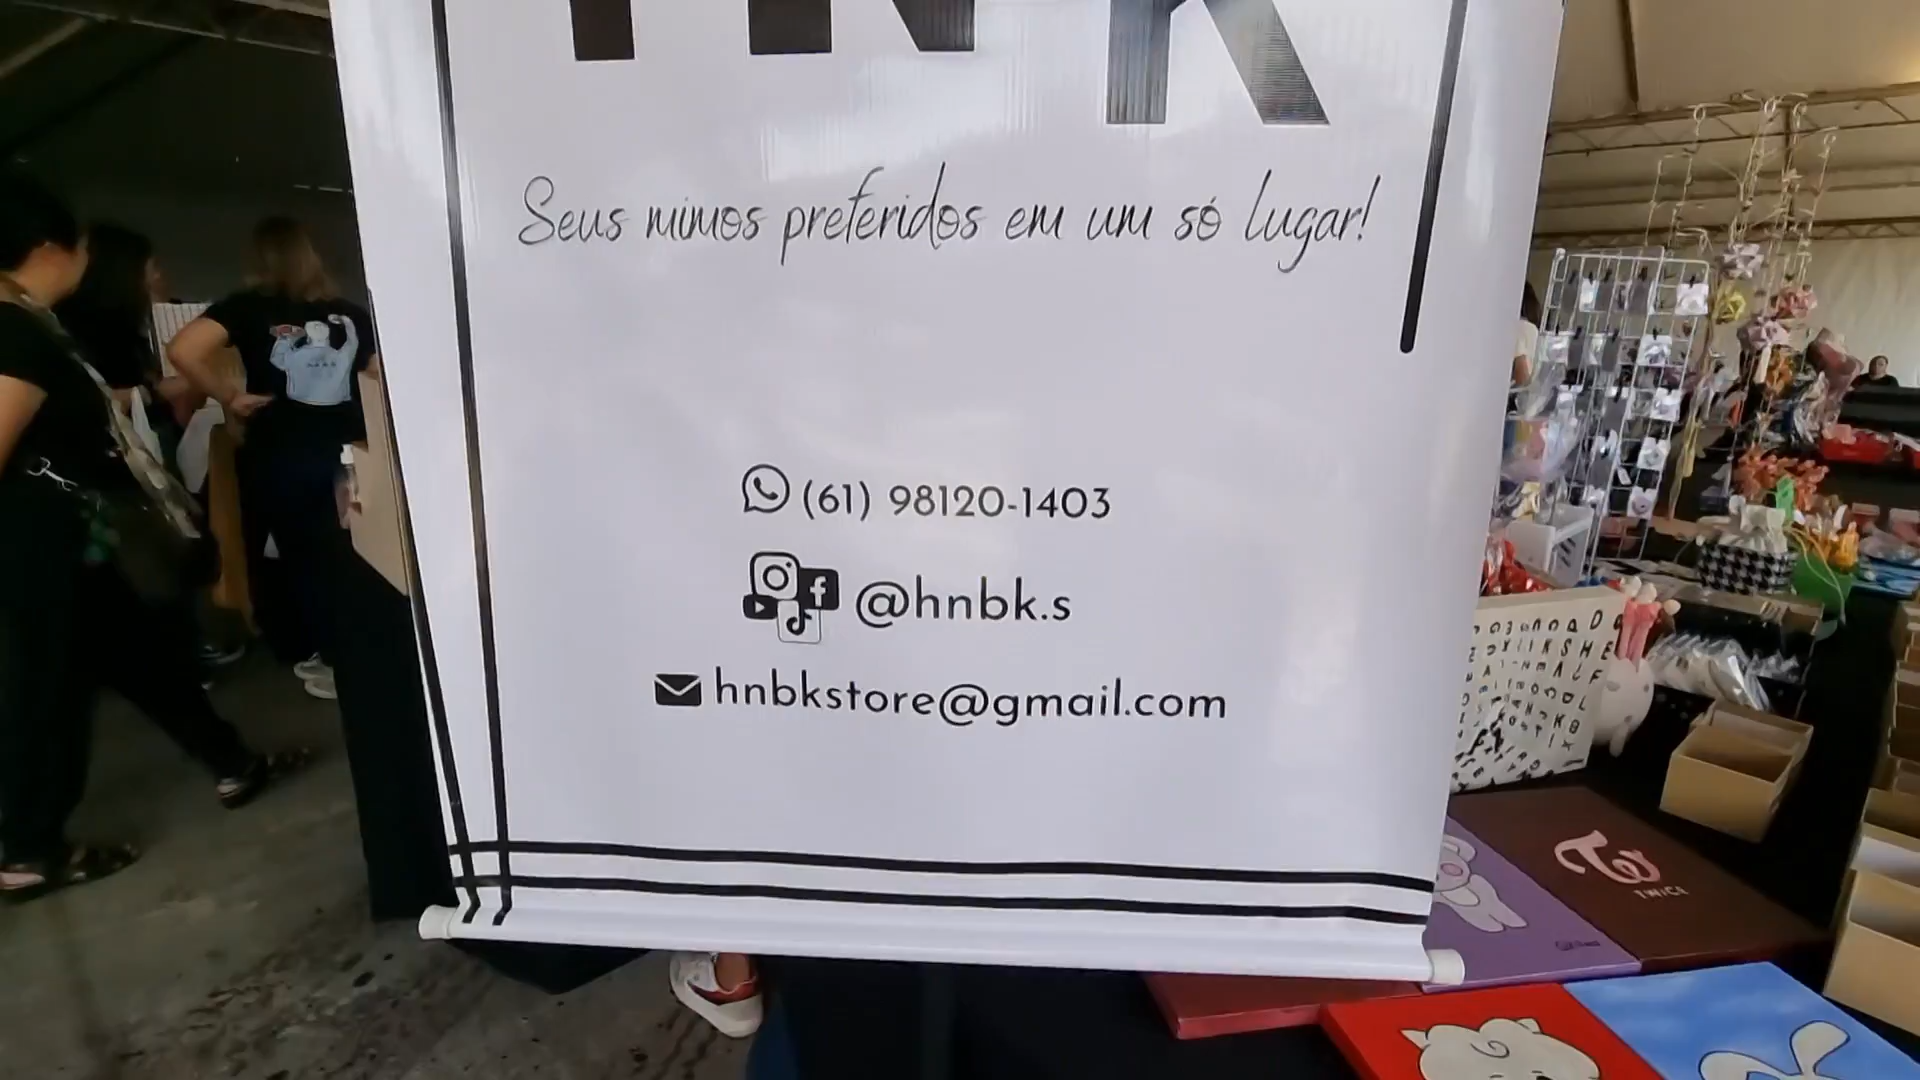 Seus mimos preferidos em um só lugar!
(61) 98120-1403
@hnbk.s
hnbkstore@gmail.com
TWICE